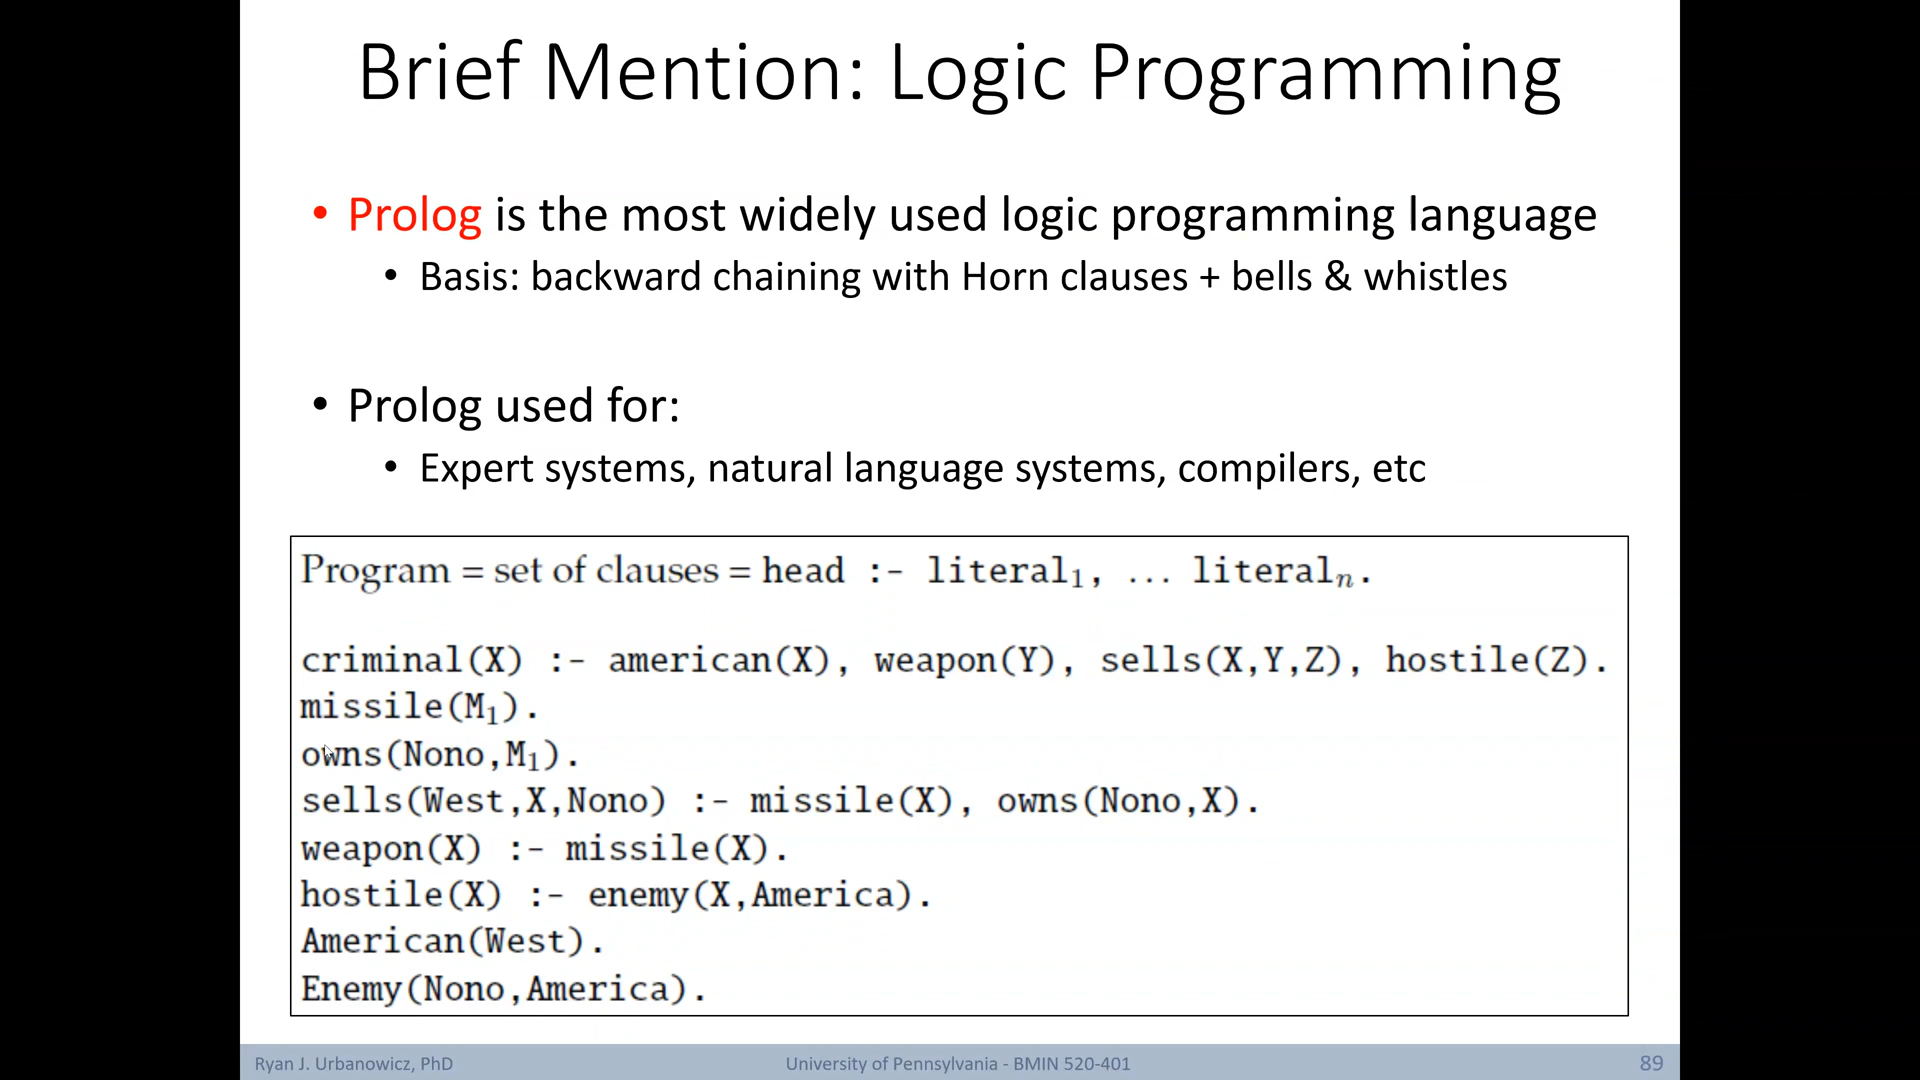 Brief Mention: Logic Programming
• Prolog is the most widely used logic programming language
• Basis: backward chaining with Horn clauses + bells & whistles
• Prolog used for:
• Expert systems, natural language systems, compilers, etc
Program = set of clauses = head :- literal₁, ... literalₙ.
criminal(X) :- american(X), weapon(Y), sells(X,Y,Z), hostile(Z).
missile(M₁).
owns(Nono,M₁).
sells(West,X,Nono) :- missile(X), owns(Nono,X).
weapon(X) :- missile(X).
hostile(X) :- enemy(X,America).
American(West).
Enemy(Nono,America).
Ryan J. Urbanowicz, PhD University of Pennsylvania - BMIN 520-401 89